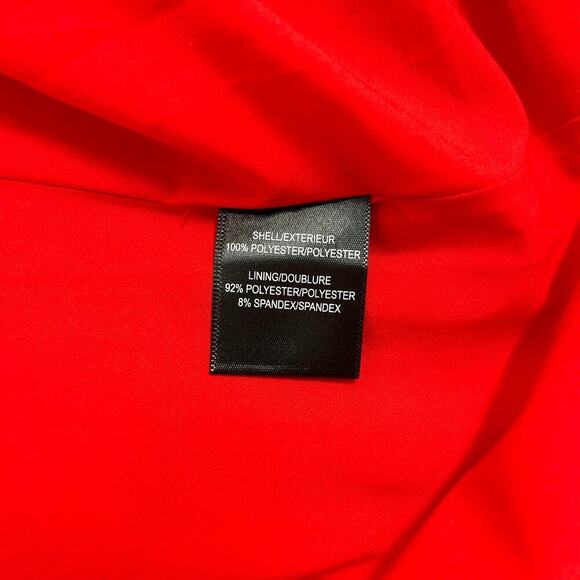 SHELL/EXTERIEUR
100% POLYESTER/POLYESTER
LINING/DOUBLURE
92% POLYESTER/POLYESTER
8% SPANDEX/SPANDEX